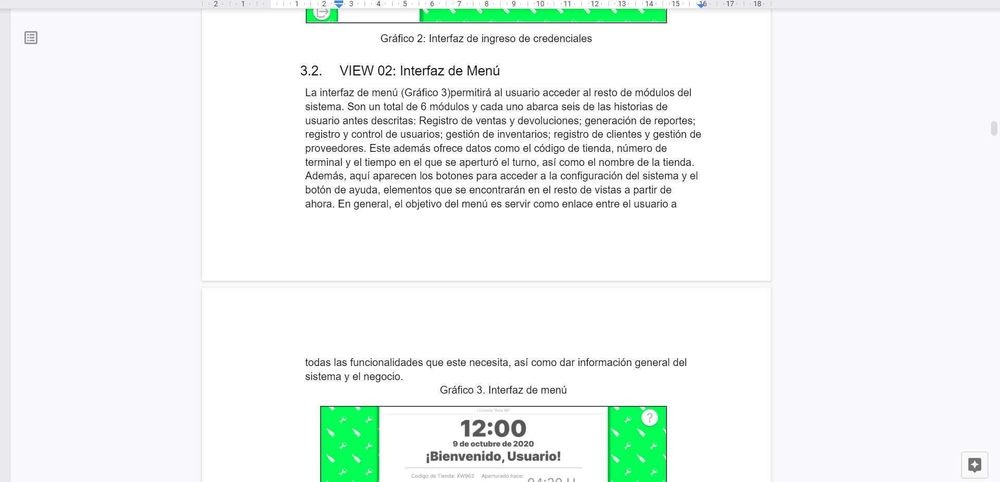 2 1 1 2 3 4 5 6 7 8 9 10 11 12 13 14 15 16 17 18
Gráfico 2: Interfaz de ingreso de credenciales
3.2. VIEW 02: Interfaz de Menú
La interfaz de menú (Gráfico 3)permitirá al usuario acceder al resto de módulos del
sistema. Son un total de 6 módulos y cada uno abarca seis de las historias de
usuario antes descritas: Registro de ventas y devoluciones; generación de reportes;
registro y control de usuarios; gestión de inventarios; registro de clientes y gestión de
proveedores. Este además ofrece datos como el código de tienda, número de
terminal y el tiempo en el que se aperturó el turno, así como el nombre de la tienda.
Además, aquí aparecen los botones para acceder a la configuración del sistema y el
botón de ayuda, elementos que se encontrarán en el resto de vistas a partir de
ahora. En general, el objetivo del menú es servir como enlace entre el usuario a
todas las funcionalidades que este necesita, así como dar información general del
sistema y el negocio.
Gráfico 3. Interfaz de menú
Licorería "Ruta 99"
?
12:00
9 de octubre de 2020
¡Bienvenido, Usuario!
Codigo de Tienda: XW962 Aperturado hace:
04:30 H